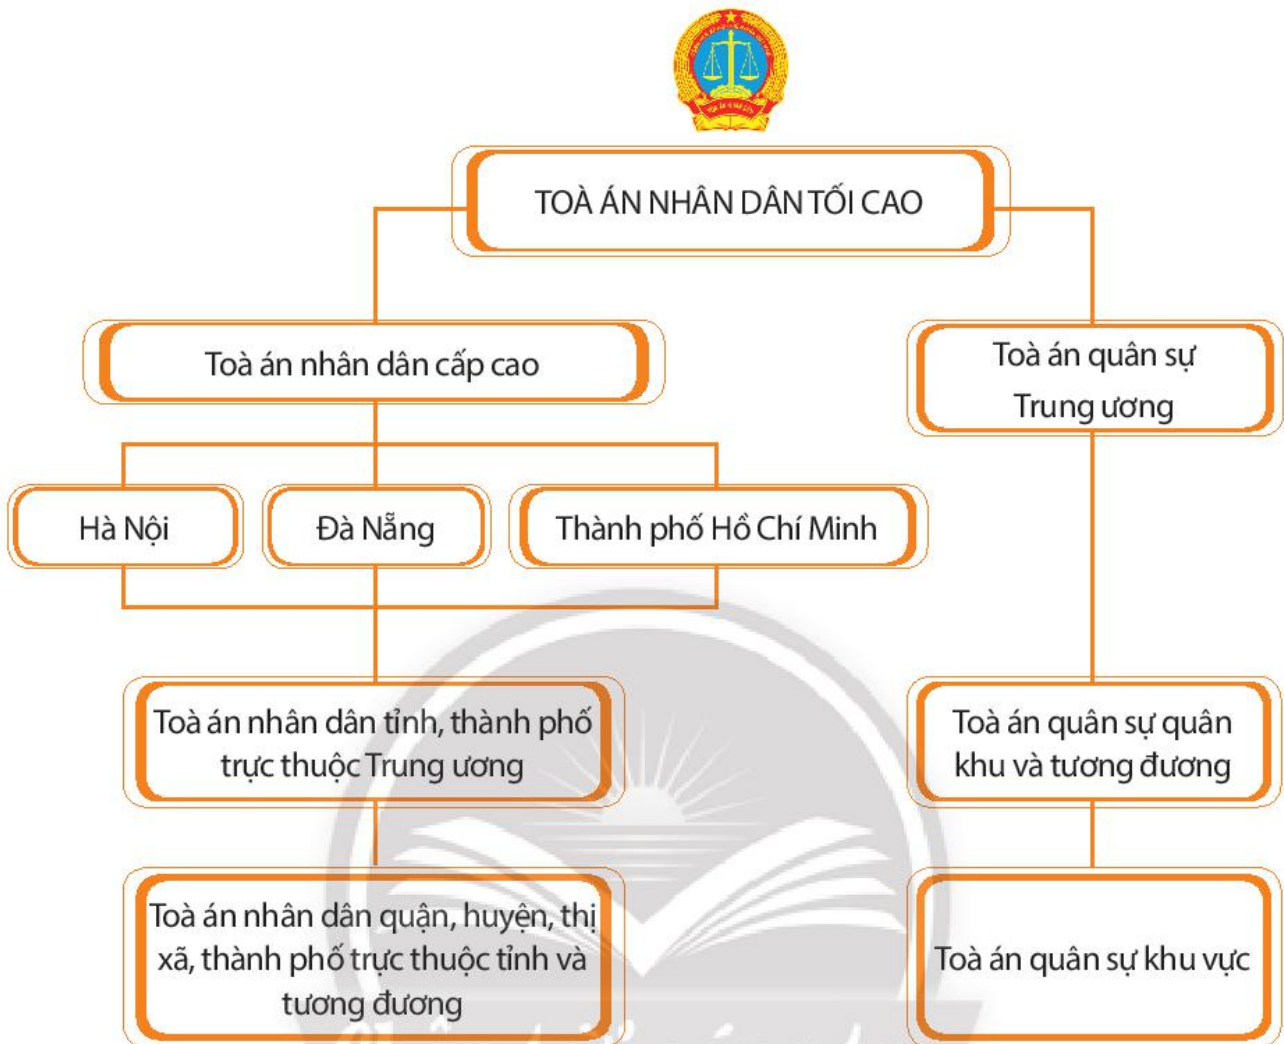 TOÀ ÁN NHÂN DÂN TỐI CAO
Toà án nhân dân cấp cao
Toà án quân sự
Trung ương
Hà Nội
Đà Nẵng
Thành phố Hồ Chí Minh
Toà án nhân dân tỉnh, thành phố
trực thuộc Trung ương
Toà án quân sự quân
khu và tương đương
Toà án nhân dân quận, huyện, thị
xã, thành phố trực thuộc tỉnh và
tương đương
Toà án quân sự khu vực